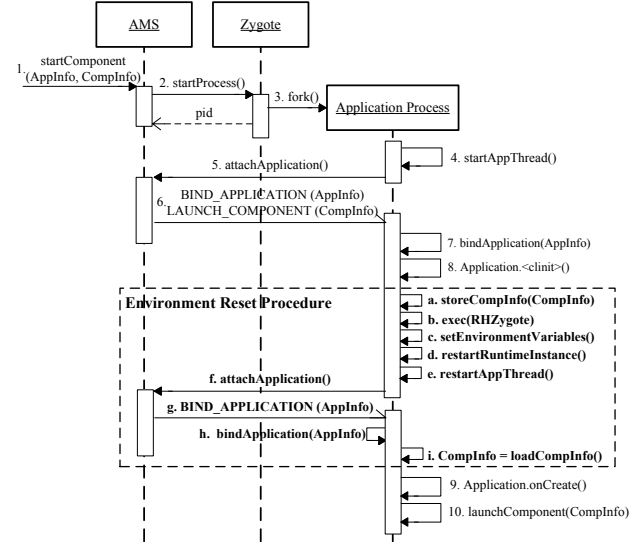 AMS
Zygote
startComponent
1.
(AppInfo, CompInfo)
2. startProcess()
3. fork()
pid
Application Process
4. startAppThread()
5. attachApplication()
BIND_APPLICATION (AppInfo)
6.
LAUNCH_COMPONENT (CompInfo)
7. bindApplication(AppInfo)
8. Application.<clinit>()
Environment Reset Procedure
a. storeCompInfo(CompInfo)
b. exec(RHZygote)
c. setEnvironmentVariables()
d. restartRuntimeInstance()
e. restartAppThread()
f. attachApplication()
g. BIND_APPLICATION (AppInfo)
h. bindApplication(AppInfo)
i. CompInfo = loadCompInfo()
9. Application.onCreate()
10. launchComponent(CompInfo)